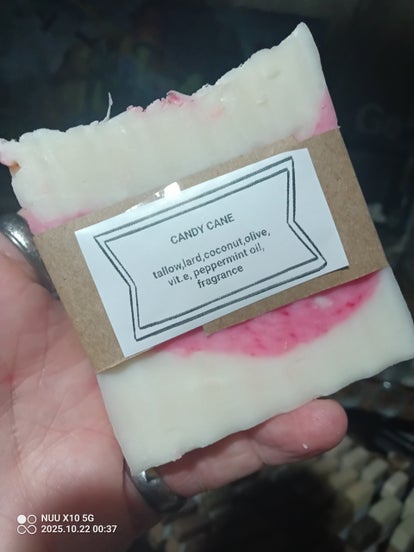 CANDY CANE
tallow,lard,coconut,olive,
vit.e, peppermint oil,
fragrance
NUU X10 5G
2025.10.22 00:37